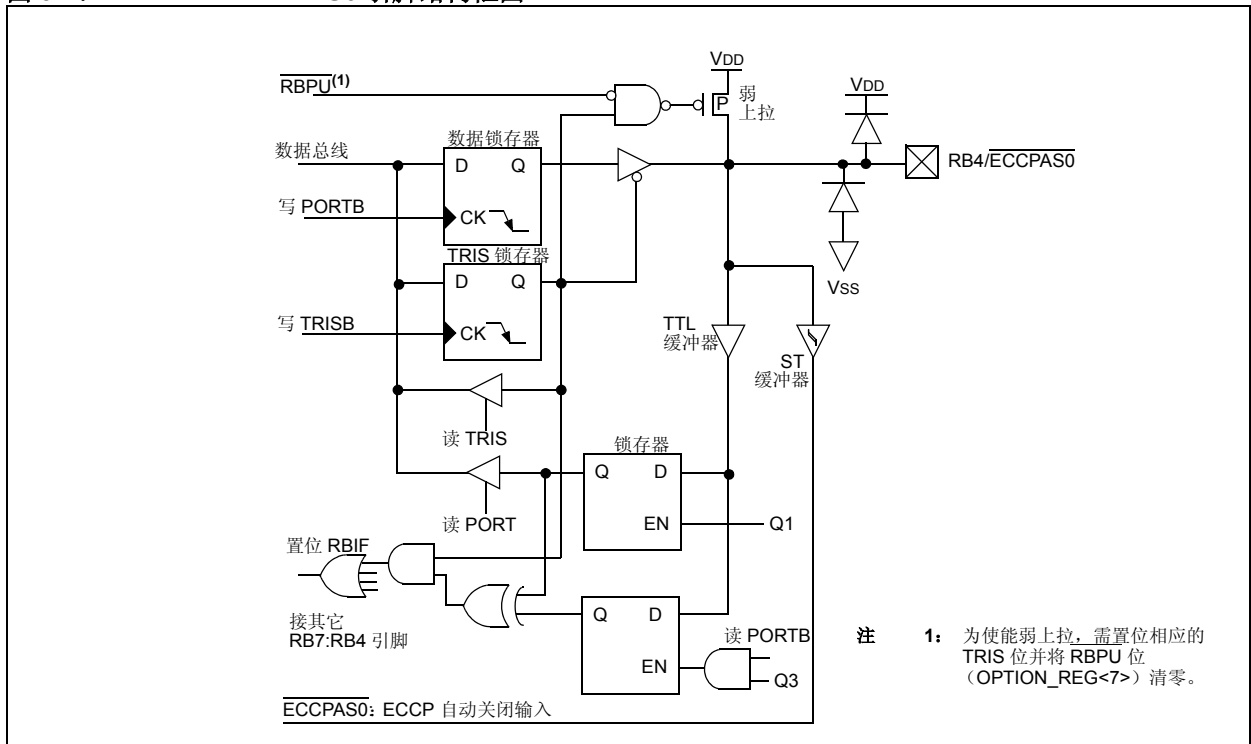 RBPU(1)
VDD
弱
上拉
P
VDD
数据总线
数据锁存器
D Q
RB4/ECCPAS0
写 PORTB
CK
TRIS 锁存器
D Q
VSS
写 TRISB
CK
TTL
缓冲器
ST
缓冲器
读 TRIS
锁存器
Q D
读 PORT
EN
Q1
置位 RBIF
接其它
RB7:RB4 引脚
Q D
读 PORTB
EN
Q3
注 1: 为使能弱上拉，需置位相应的
TRIS 位并将 RBPU 位
（OPTION_REG<7>）清零。
ECCPAS0: ECCP 自动关闭输入